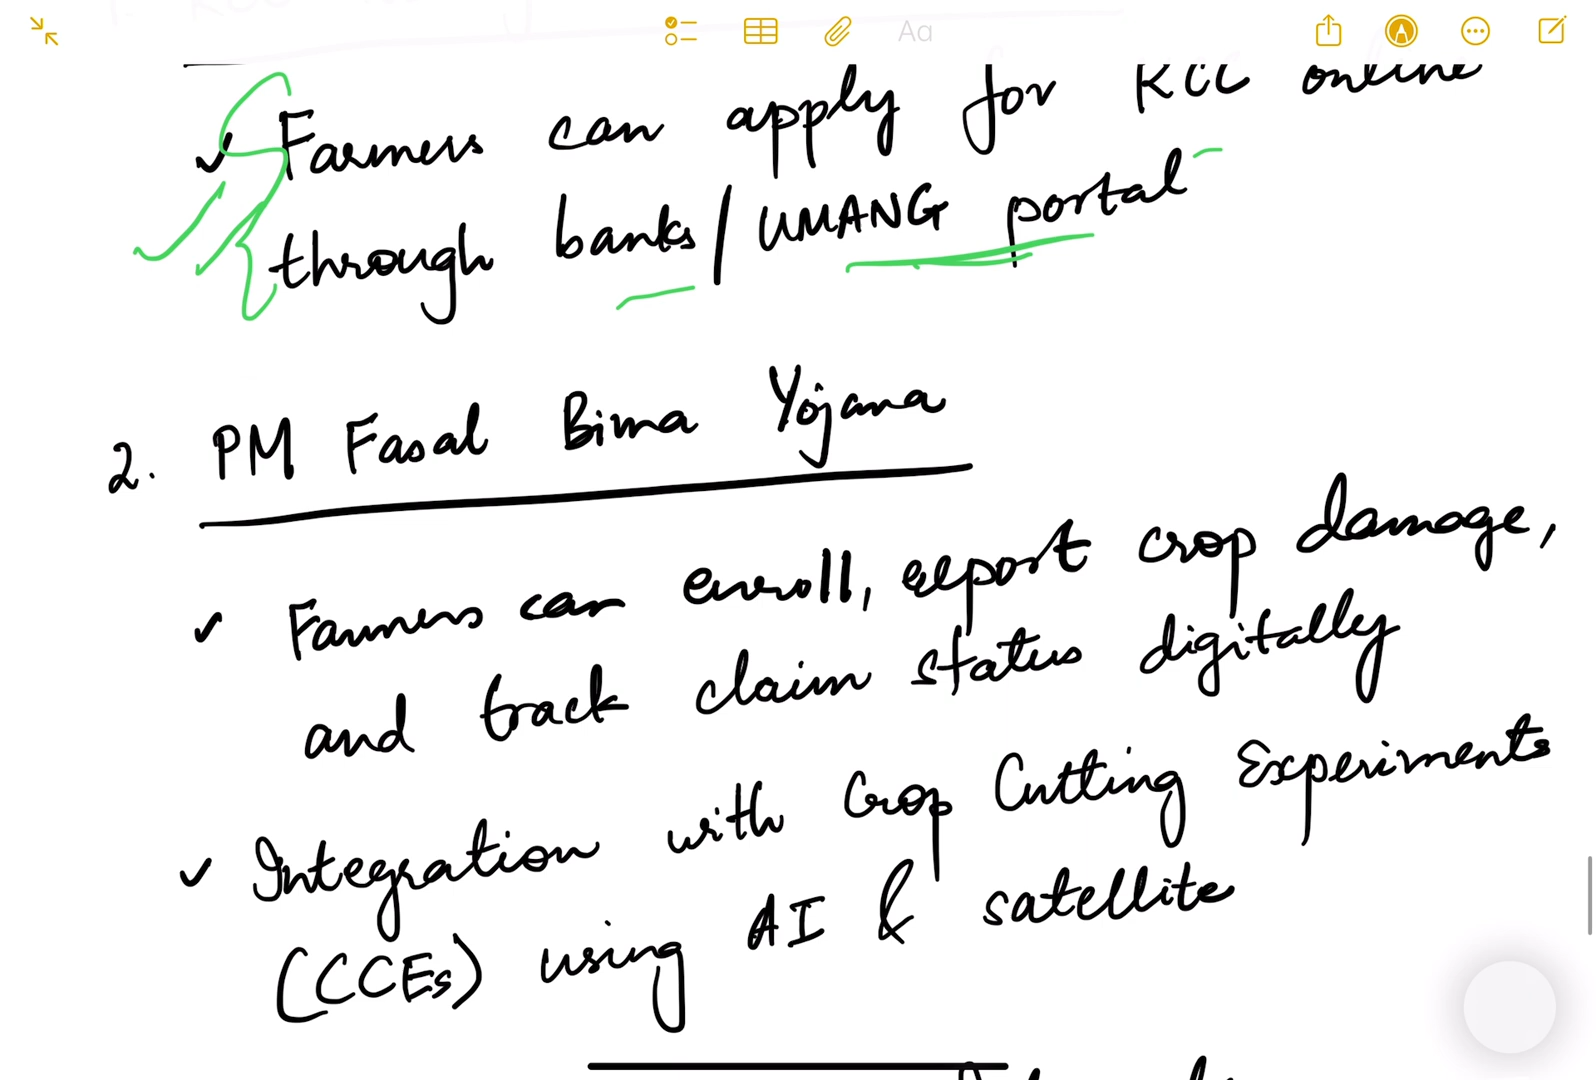 Aa
✓ Farmers can apply for KCC online
through banks / UMANG portal
2. PM Fasal Bima Yojana
✓ Farmers can enroll, report crop damage,
and track claim status digitally
✓ Integration with Crop Cutting Experiments
(CCEs) using AI & satellite